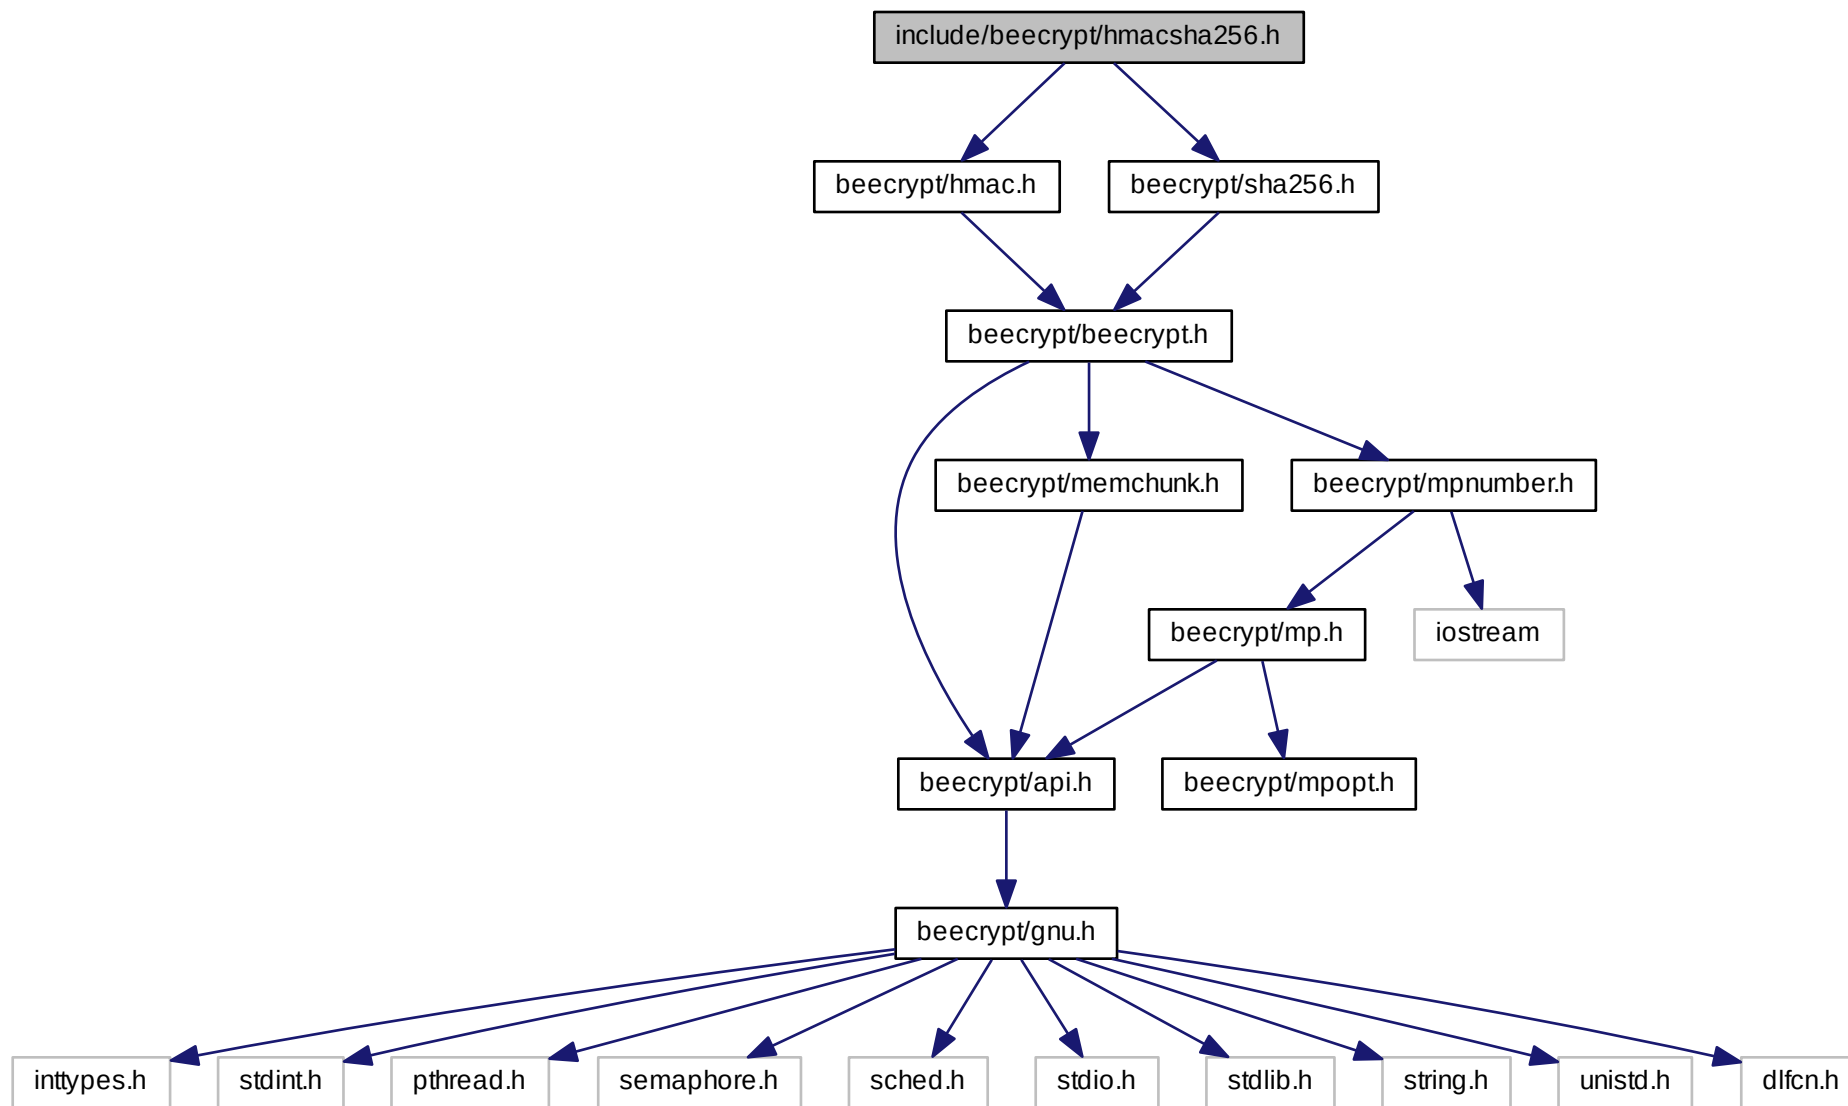 include/beecrypt/hmacsha256.h
beecrypt/hmac.h
beecrypt/sha256.h
beecrypt/beecrypt.h
beecrypt/memchunk.h
beecrypt/mpnumber.h
beecrypt/mp.h
iostream
beecrypt/api.h
beecrypt/mpopt.h
beecrypt/gnu.h
inttypes.h
stdint.h
pthread.h
semaphore.h
sched.h
stdio.h
stdlib.h
string.h
unistd.h
dlfcn.h